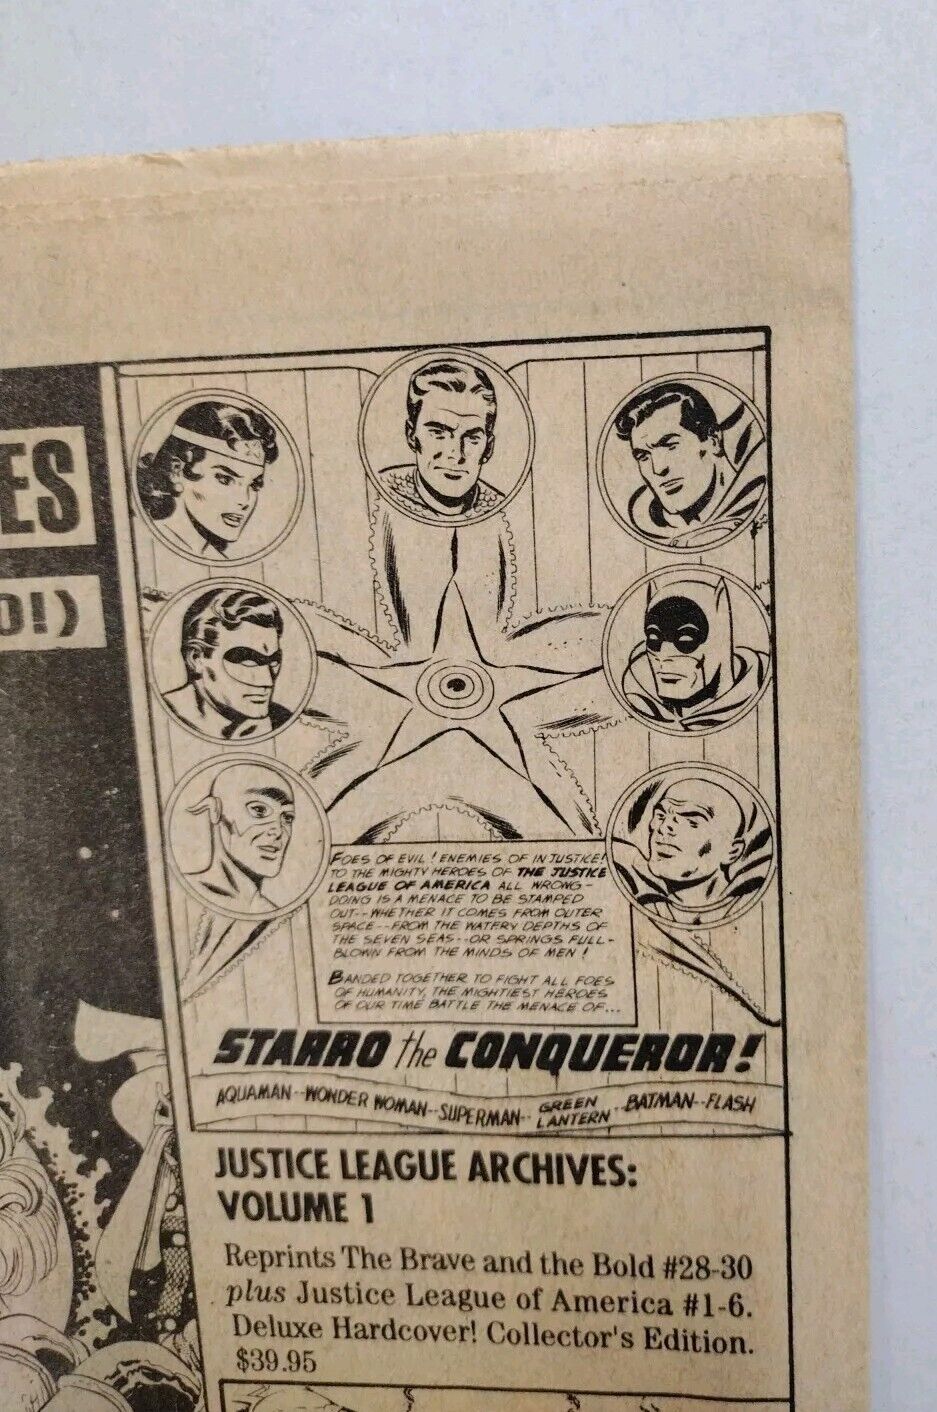 ES
O!)
FOES OF EVIL! ENEMIES OF INJUSTICE!
TO THE MIGHTY HEROES OF THE JUSTICE
LEAGUE OF AMERICA ALL WRONG-
DOING IS A MENACE TO BE STAMPED
OUT--WHETHER IT COMES FROM OUTER
SPACE--FROM THE WATERY DEPTHS OF
THE SEVEN SEAS--OR SPRINGS FULL-
BLOWN FROM THE MINDS OF MEN!
BANDED TOGETHER TO FIGHT ALL FOES
OF HUMANITY, THE MIGHTIEST HEROES
OF OUR TIME BATTLE THE MENACE OF...
STARRO the CONQUEROR!
AQUAMAN--WONDER WOMAN--SUPERMAN--GREEN LANTERN--BATMAN--FLASH
JUSTICE LEAGUE ARCHIVES:
VOLUME 1
Reprints The Brave and the Bold #28-30
plus Justice League of America #1-6.
Deluxe Hardcover! Collector's Edition.
$39.95